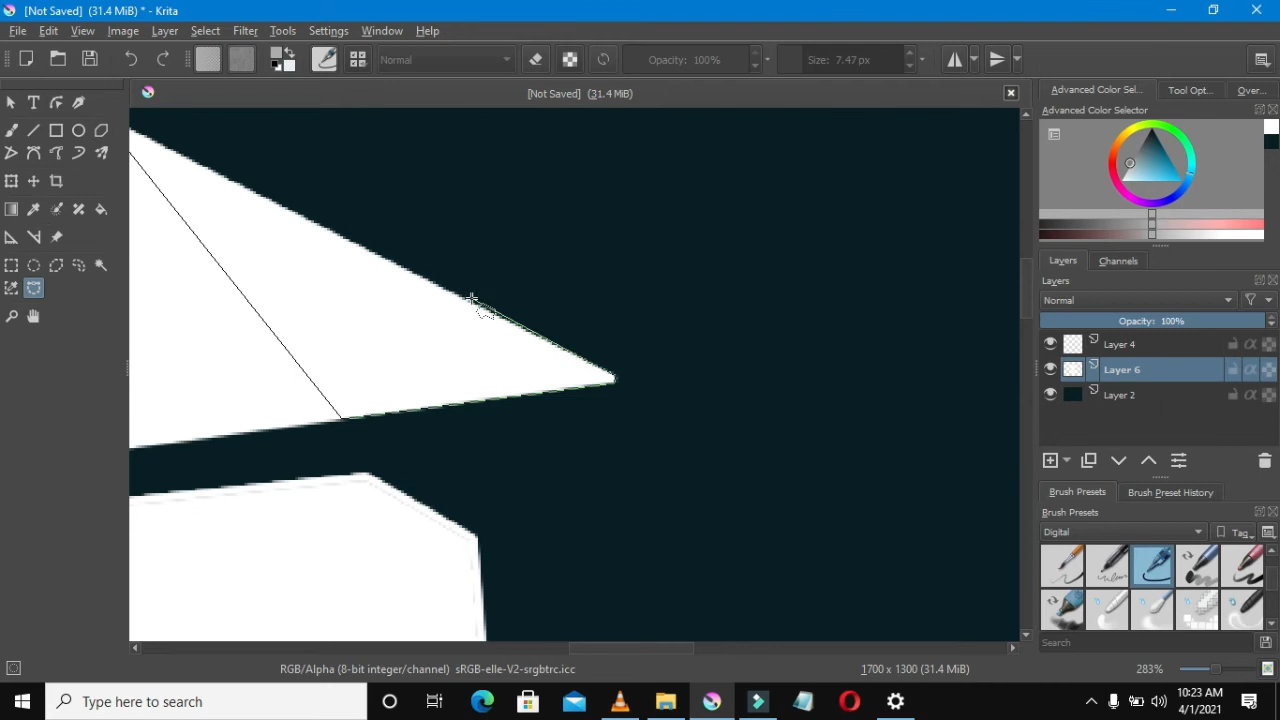 [Not Saved] (31.4 MiB) * - Krita
File Edit View Image Layer Select Filter Tools Settings Window Help
Normal
Opacity: 100%
Size: 7.47 px
[Not Saved] (31.4 MiB)
Advanced Color Sel... Tool Opt... Over...
Advanced Color Selector
Layers Channels
Layers
Normal
Opacity: 100%
Layer 4
Layer 6
Layer 2
Brush Presets Brush Preset History
Brush Presets
Digital
Tag
Search
RGB/Alpha (8-bit integer/channel) sRGB-elle-V2-srgbtrc.icc
1700 x 1300 (31.4 MiB)
283%
Type here to search
10:23 AM
4/1/2021